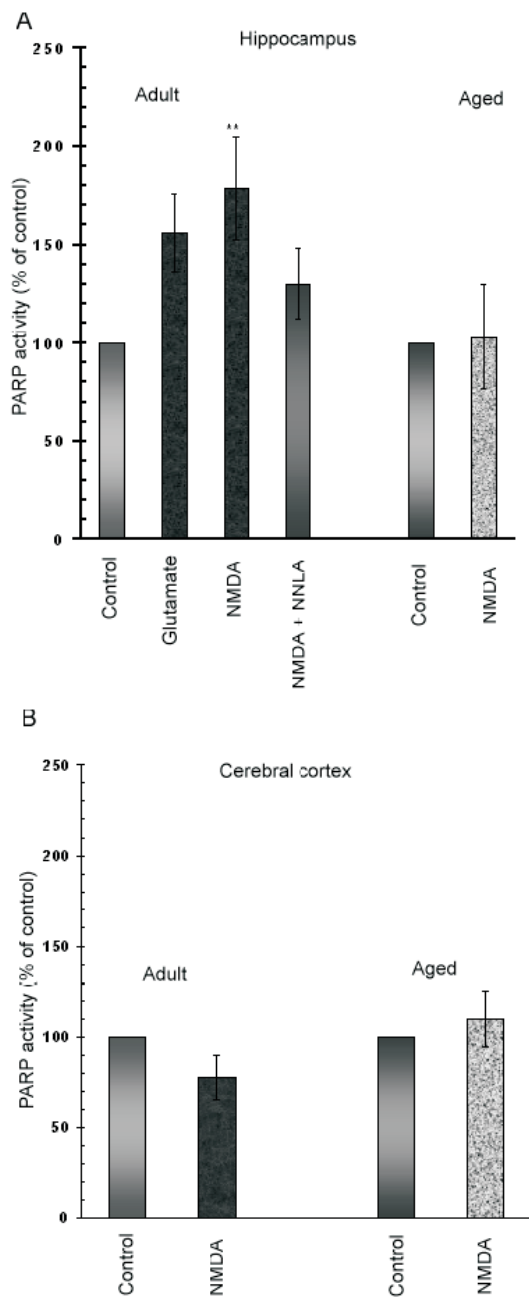 A
Hippocampus
PARP activity (% of control)
250
200
150
100
50
0
Adult
Aged
**
Control
Glutamate
NMDA
NMDA + NNLA
Control
NMDA
B
Cerebral cortex
PARP activity (% of control)
250
200
150
100
50
0
Adult
Aged
Control
NMDA
Control
NMDA